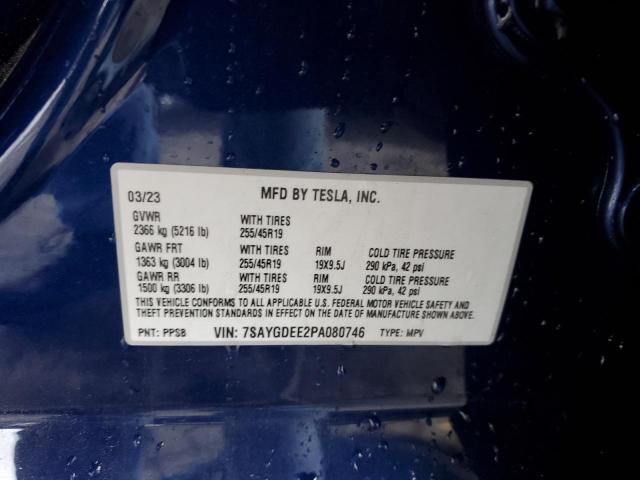 03/23 MFD BY TESLA, INC.
GVWR WITH TIRES
2366 kg (5216 lb) 255/45R19
GAWR FRT WITH TIRES RIM COLD TIRE PRESSURE
1363 kg (3004 lb) 255/45R19 19X9.5J 290 kPa, 42 psi
GAWR RR WITH TIRES RIM COLD TIRE PRESSURE
1500 kg (3306 lb) 255/45R19 19X9.5J 290 kPa, 42 psi
THIS VEHICLE CONFORMS TO ALL APPLICABLE U.S. FEDERAL MOTOR VEHICLE SAFETY AND
THEFT PREVENTION STANDARDS IN EFFECT ON THE DATE OF MANUFACTURE SHOWN ABOVE.
PNT: PPSB VIN: 7SAYGDEE2PA080746 TYPE: MPV